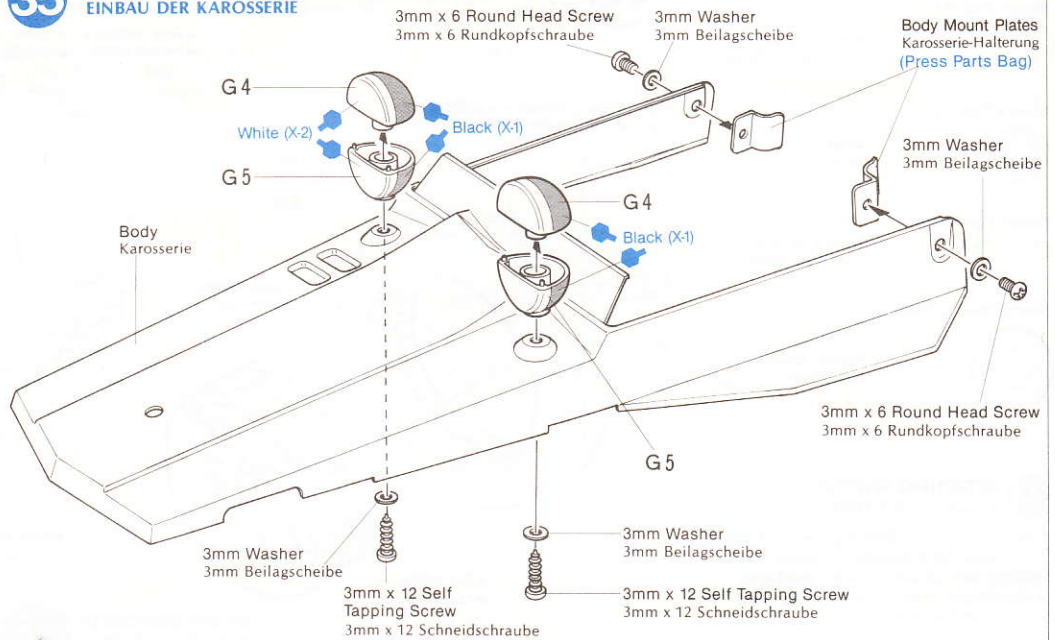 33
EINBAU DER KAROSSERIE
3mm x 6 Round Head Screw
3mm x 6 Rundkopfschraube
3mm Washer
3mm Beilagscheibe
Body Mount Plates
Karosserie-Halterung
(Press Parts Bag)
G4
White (X-2)
Black (X-1)
G5
3mm Washer
3mm Beilagscheibe
G4
Black (X-1)
Body
Karosserie
3mm x 6 Round Head Screw
3mm x 6 Rundkopfschraube
G5
3mm Washer
3mm Beilagscheibe
3mm x 12 Self
Tapping Screw
3mm x 12 Schneidschraube
3mm Washer
3mm Beilagscheibe
3mm x 12 Self Tapping Screw
3mm x 12 Schneidschraube